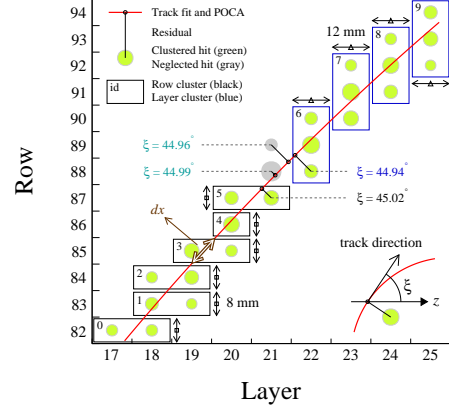 Track fit and POCA
Residual
Clustered hit (green)
Neglected hit (gray)
id
Row cluster (black)
Layer cluster (blue)
12 mm
9
8
7
6
ξ = 44.96°
ξ = 44.99°
ξ = 44.94°
ξ = 45.02°
5
4
3
2
1
0
dx
8 mm
track direction
ξ
z
94
93
92
91
90
89
88
87
86
85
84
83
82
Row
17 18 19 20 21 22 23 24 25
Layer